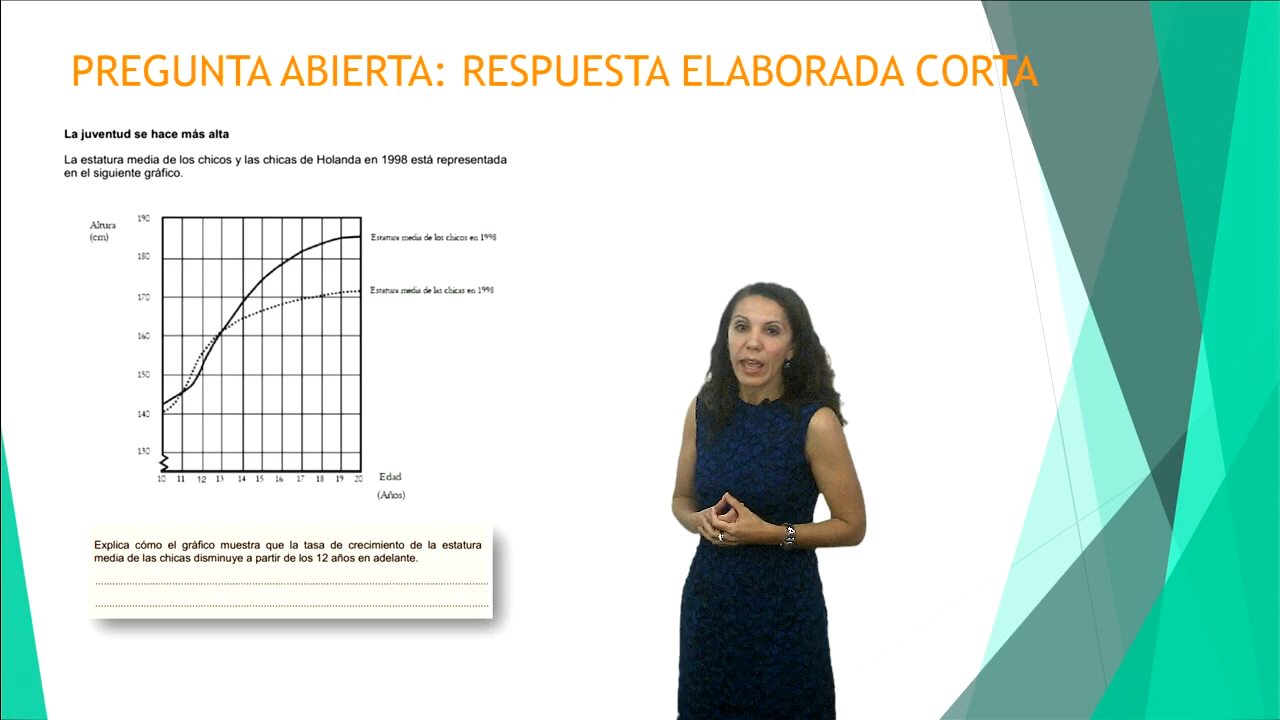 PREGUNTA ABIERTA: RESPUESTA ELABORADA CORTA
La juventud se hace más alta
La estatura media de los chicos y las chicas de Holanda en 1998 está representada
en el siguiente gráfico.
Altura
(cm)
190
180
170
160
150
140
130
Estatura media de los chicos en 1998
Estatura media de las chicas en 1998
10 11 12 13 14 15 16 17 18 19 20
Edad
(Años)
Explica cómo el gráfico muestra que la tasa de crecimiento de la estatura
media de las chicas disminuye a partir de los 12 años en adelante.